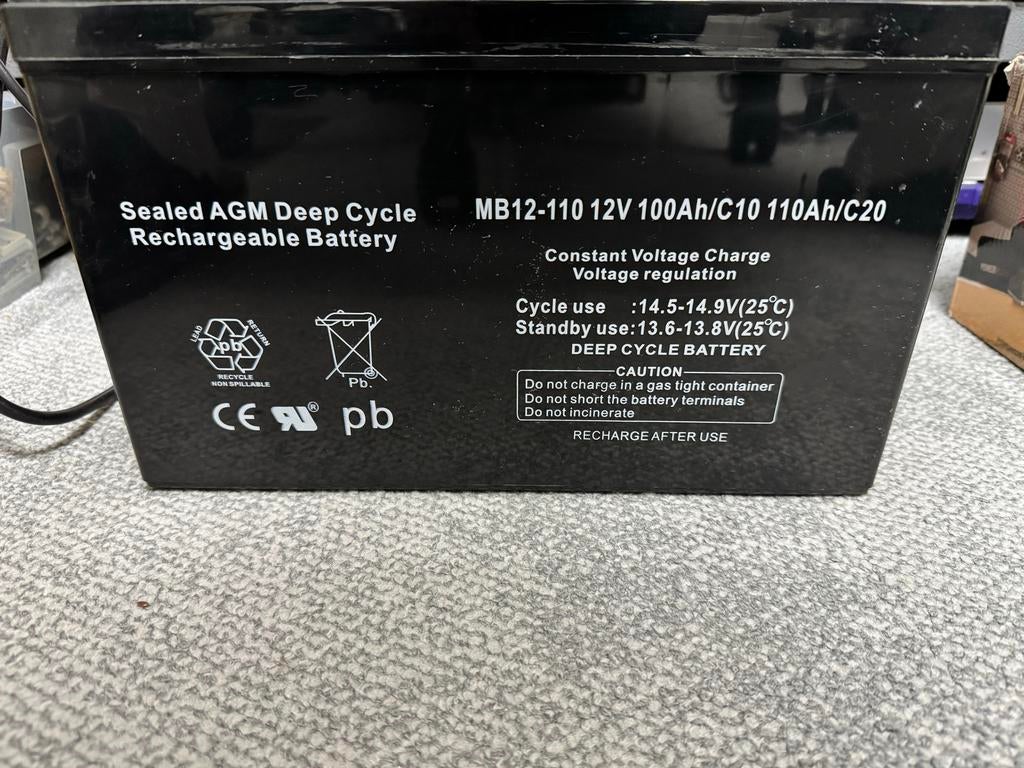 Sealed AGM Deep Cycle
Rechargeable Battery
MB12-110 12V 100Ah/C10 110Ah/C20
Constant Voltage Charge
Voltage regulation
Cycle use :14.5-14.9V(25℃)
Standby use:13.6-13.8V(25℃)
DEEP CYCLE BATTERY
CAUTION
Do not charge in a gas tight container
Do not short the battery terminals
Do not incinerate
RECHARGE AFTER USE
LEAD RETURN
pb
RECYCLE
NON SPILLABLE
Pb.
CE RU® pb